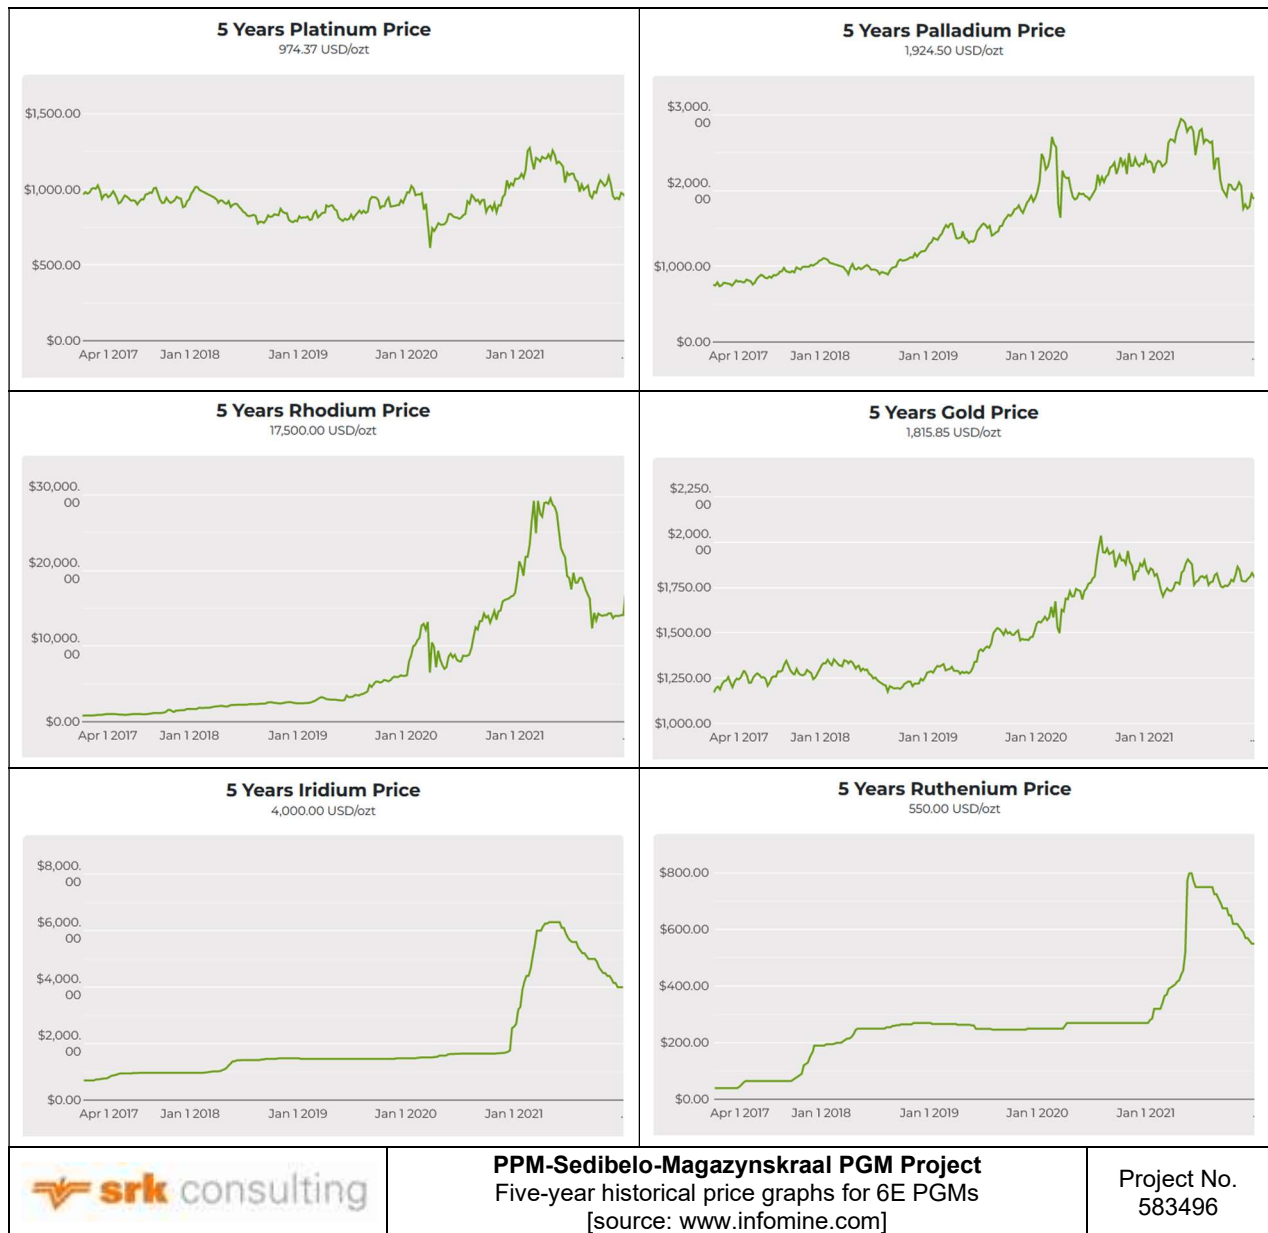 5 Years Platinum Price
974.37 USD/ozt
$1,500.00
$1,000.00
$500.00
$0.00
Apr 1 2017 Jan 1 2018 Jan 1 2019 Jan 1 2020 Jan 1 2021 .
5 Years Palladium Price
1,924.50 USD/ozt
$3,000.
00
$2,000.
00
$1,000.00
$0.00
Apr 1 2017 Jan 1 2018 Jan 1 2019 Jan 1 2020 Jan 1 2021 .
5 Years Rhodium Price
17,500.00 USD/ozt
$30,000.
00
$20,000.
00
$10,000.
00
$0.00
Apr 1 2017 Jan 1 2018 Jan 1 2019 Jan 1 2020 Jan 1 2021 .
5 Years Gold Price
1,815.85 USD/ozt
$2,250.
00
$2,000.
00
$1,750.00
$1,500.00
$1,250.00
$1,000.00
Apr 1 2017 Jan 1 2018 Jan 1 2019 Jan 1 2020 Jan 1 2021 ..
5 Years Iridium Price
4,000.00 USD/ozt
$8,000.
00
$6,000.
00
$4,000.
00
$2,000.
00
$0.00
Apr 1 2017 Jan 1 2018 Jan 1 2019 Jan 1 2020 Jan 1 2021
5 Years Ruthenium Price
550.00 USD/ozt
$800.00
$600.00
$400.00
$200.00
$0.00
Apr 1 2017 Jan 1 2018 Jan 1 2019 Jan 1 2020 Jan 1 2021 .
srk consulting
PPM-Sedibelo-Magazynskraal PGM Project
Five-year historical price graphs for 6E PGMs
[source: www.infomine.com]
Project No.
583496